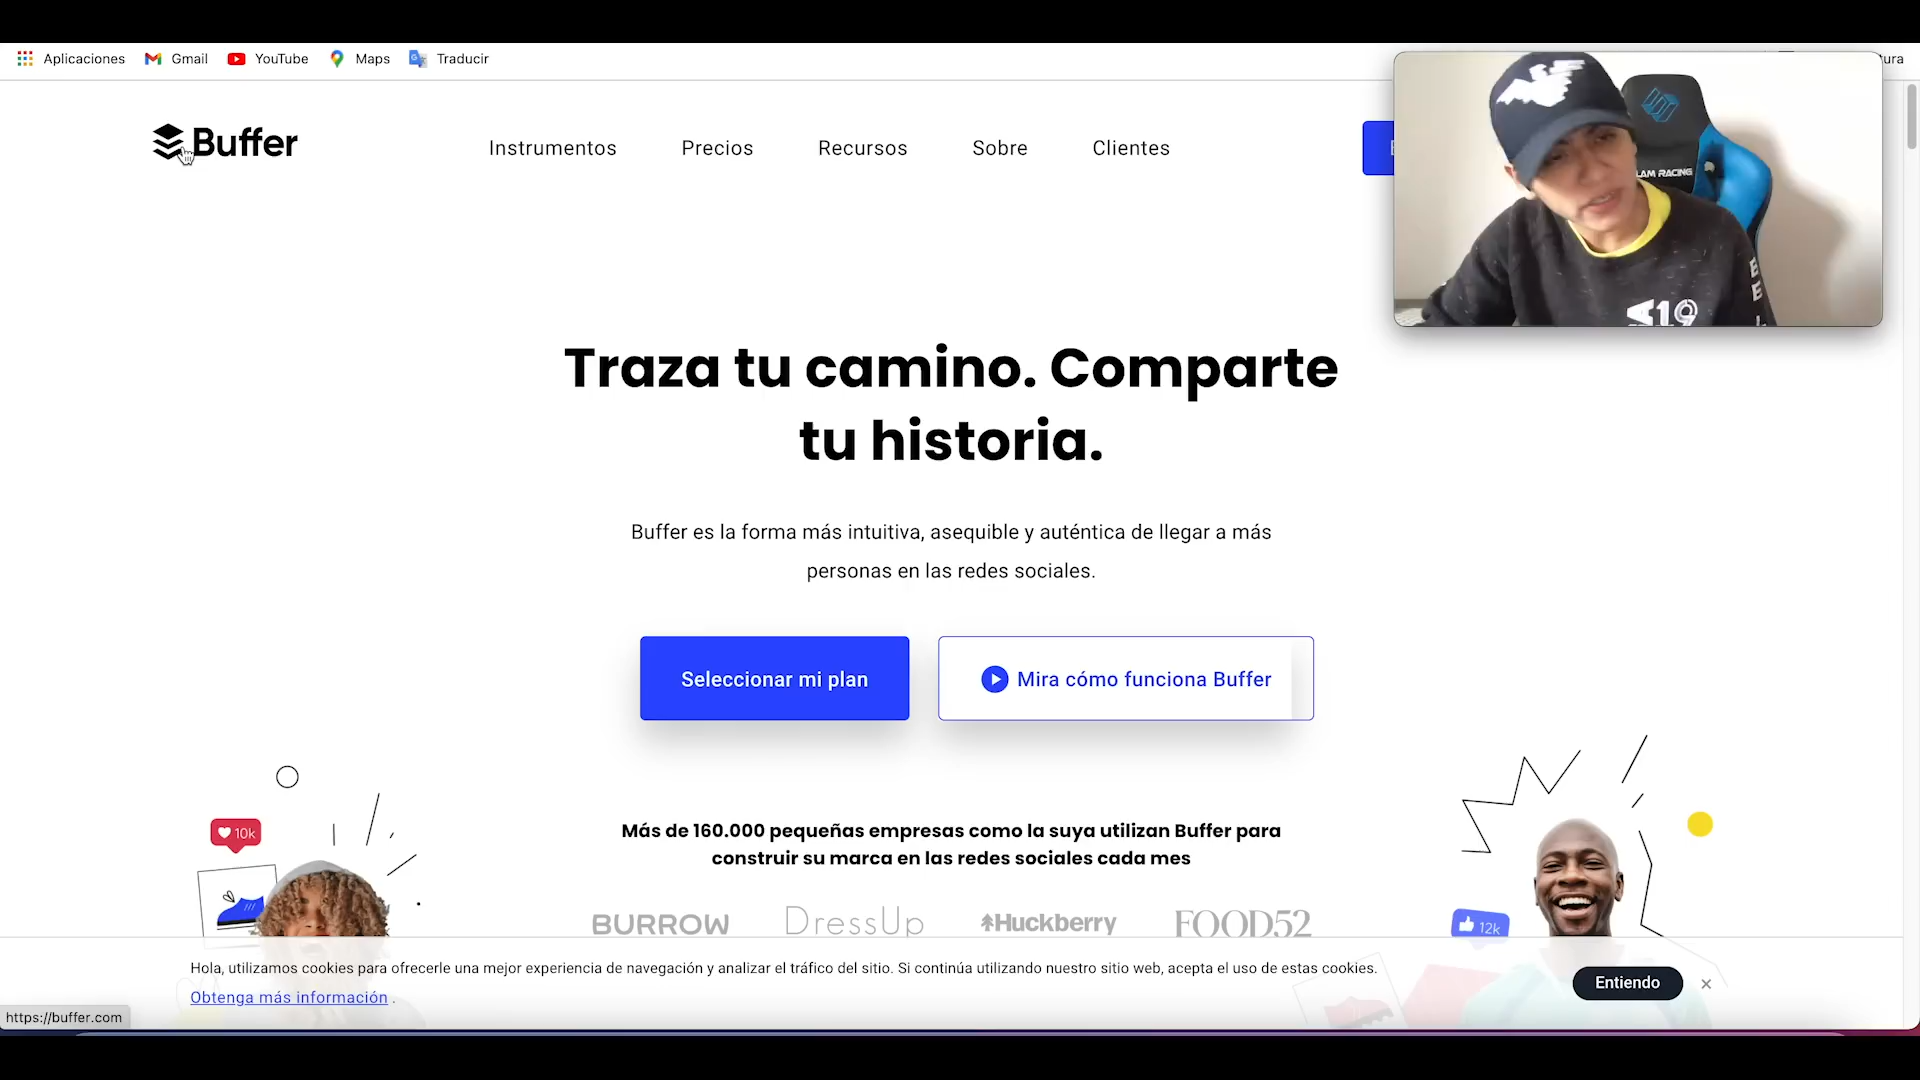 Aplicaciones Gmail YouTube Maps Traducir
Buffer
Instrumentos Precios Recursos Sobre Clientes
LAM RACING
A19
Traza tu camino. Comparte
tu historia.
Buffer es la forma más intuitiva, asequible y auténtica de llegar a más
personas en las redes sociales.
Seleccionar mi plan
Mira cómo funciona Buffer
10k
Más de 160.000 pequeñas empresas como la suya utilizan Buffer para
construir su marca en las redes sociales cada mes
BURROW DressUp Huckberry FOOD52
12k
Hola, utilizamos cookies para ofrecerle una mejor experiencia de navegación y analizar el tráfico del sitio. Si continúa utilizando nuestro sitio web, acepta el uso de estas cookies.
Obtenga más información .
Entiendo
https://buffer.com